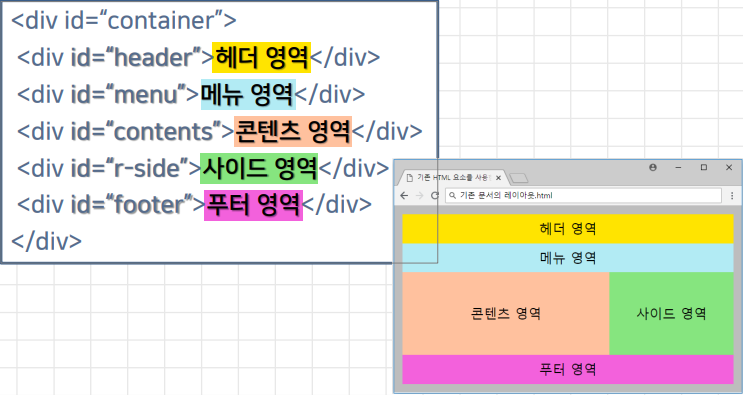 <div id=“container”>
<div id=“header”>헤더 영역</div>
<div id=“menu”>메뉴 영역</div>
<div id=“contents”>콘텐츠 영역</div>
<div id=“r-side”>사이드 영역</div>
<div id=“footer”>푸터 영역</div>
</div>
기존 HTML 요소를 사용
기존 문서의 레이아웃.html
헤더 영역
메뉴 영역
콘텐츠 영역 사이드 영역
푸터 영역